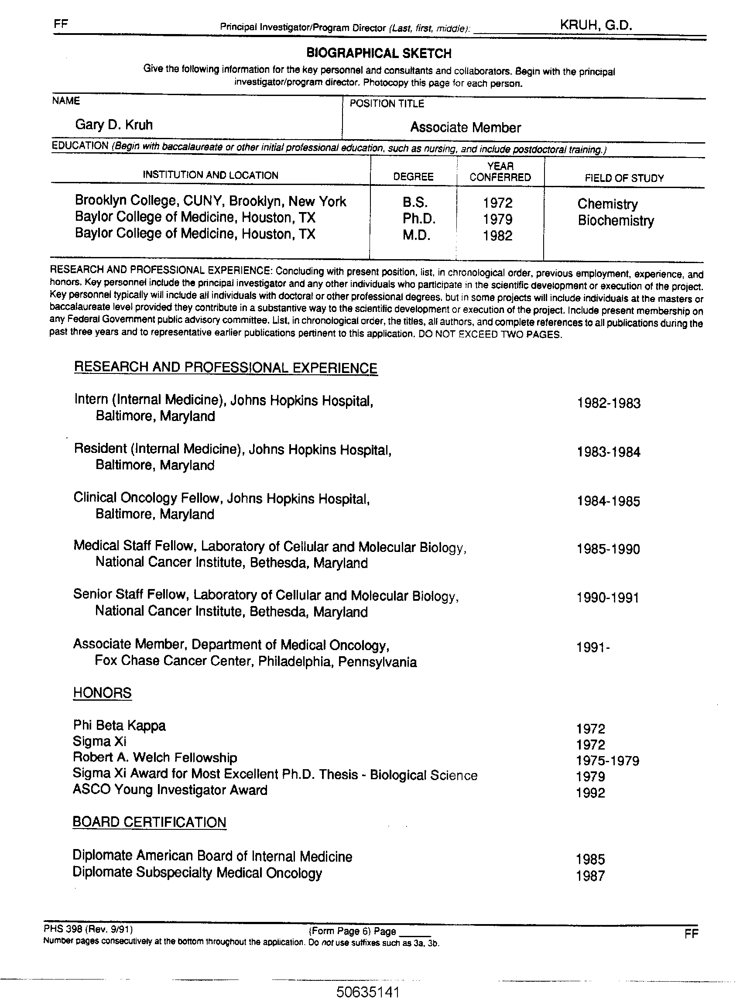 FF
Principal Investigator/Program Director (Last, first, middle): KRUH, G.D.
BIOGRAPHICAL SKETCH
Give the following information for the key personnel and consultants and collaborators. Begin with the principal
investigator/program director. Photocopy this page for each person.
NAME POSITION TITLE
Gary D. Kruh Associate Member
EDUCATION (Begin with baccalaureate or other initial professional education, such as nursing, and include postdoctoral training.)
INSTITUTION AND LOCATION DEGREE YEAR CONFERRED FIELD OF STUDY
Brooklyn College, CUNY, Brooklyn, New York B.S. 1972 Chemistry
Baylor College of Medicine, Houston, TX Ph.D. 1979 Biochemistry
Baylor College of Medicine, Houston, TX M.D. 1982
RESEARCH AND PROFESSIONAL EXPERIENCE: Concluding with present position, list, in chronological order, previous employment, experience, and
honors. Key personnel include the principal investigator and any other individuals who participate in the scientific development or execution of the project.
Key personnel typically will include all individuals with doctoral or other professional degrees, but in some projects will include individuals at the masters or
baccalaureate level provided they contribute in a substantive way to the scientific development or execution of the project. Include present membership on
any Federal Government public advisory committee. List, in chronological order, the titles, all authors, and complete references to all publications during the
past three years and to representative earlier publications pertinent to this application. DO NOT EXCEED TWO PAGES.
RESEARCH AND PROFESSIONAL EXPERIENCE
Intern (Internal Medicine), Johns Hopkins Hospital, 1982-1983
Baltimore, Maryland
Resident (Internal Medicine), Johns Hopkins Hospital, 1983-1984
Baltimore, Maryland
Clinical Oncology Fellow, Johns Hopkins Hospital, 1984-1985
Baltimore, Maryland
Medical Staff Fellow, Laboratory of Cellular and Molecular Biology, 1985-1990
National Cancer Institute, Bethesda, Maryland
Senior Staff Fellow, Laboratory of Cellular and Molecular Biology, 1990-1991
National Cancer Institute, Bethesda, Maryland
Associate Member, Department of Medical Oncology, 1991-
Fox Chase Cancer Center, Philadelphia, Pennsylvania
HONORS
Phi Beta Kappa 1972
Sigma Xi 1972
Robert A. Welch Fellowship 1975-1979
Sigma Xi Award for Most Excellent Ph.D. Thesis - Biological Science 1979
ASCO Young Investigator Award 1992
BOARD CERTIFICATION
Diplomate American Board of Internal Medicine 1985
Diplomate Subspecialty Medical Oncology 1987
PHS 398 (Rev. 9/91) (Form Page 6) Page FF
Number pages consecutively at the bottom throughout the application. Do not use suffixes such as 3a, 3b.
50635141